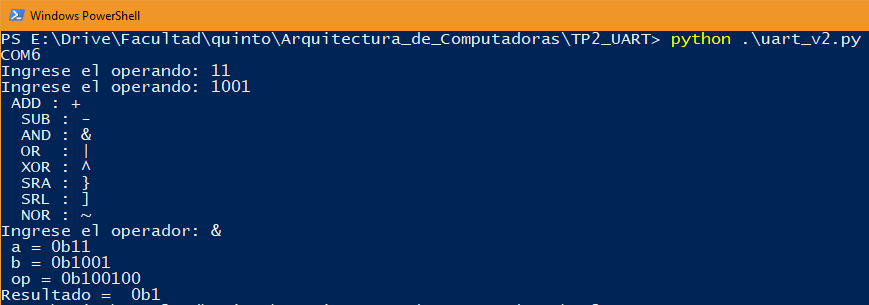 Windows PowerShell
PS E:\Drive\Facultad\quinto\Arquitectura_de_Computadoras\TP2_UART> python .\uart_v2.py
COM6
Ingrese el operando: 11
Ingrese el operando: 1001
 ADD : +
  SUB : -
  AND : &
  OR  : |
  XOR : ^
  SRA : }
  SRL : ]
  NOR : ~
Ingrese el operador: &
 a = 0b11
 b = 0b1001
 op = 0b100100
Resultado =  0b1